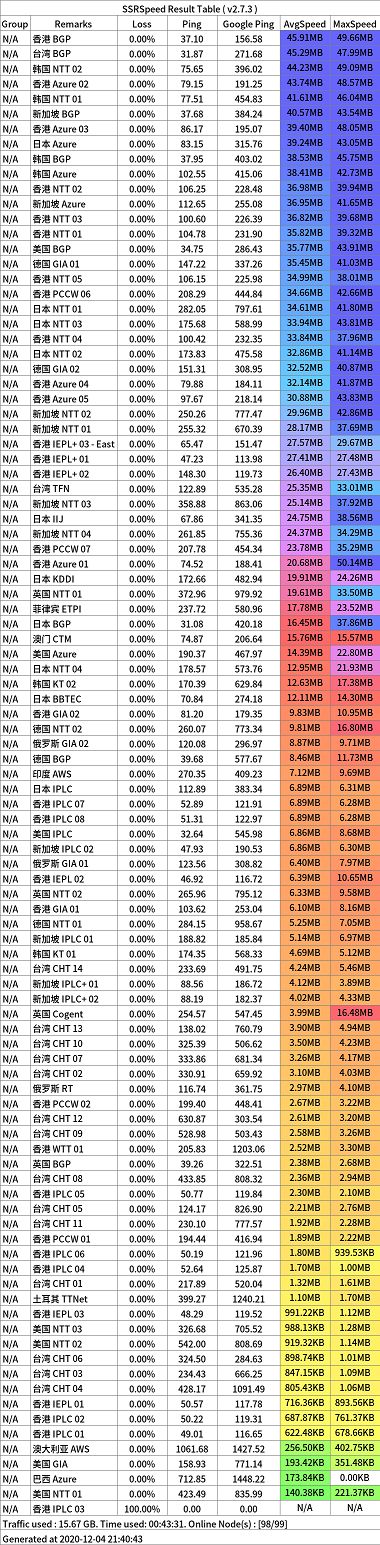 SSRSpeed Result Table ( v2.7.3 )
Group Remarks Loss Ping Google Ping AvgSpeed MaxSpeed
N/A 香港 BGP 0.00% 37.10 156.58 45.91MB 49.66MB
N/A 台湾 BGP 0.00% 31.87 271.68 45.29MB 47.99MB
N/A 韩国 NTT 02 0.00% 75.65 396.02 44.23MB 49.09MB
N/A 香港 Azure 02 0.00% 79.15 191.25 43.74MB 48.57MB
N/A 韩国 NTT 01 0.00% 77.51 454.83 41.61MB 46.04MB
N/A 新加坡 BGP 0.00% 37.68 384.24 40.57MB 43.54MB
N/A 香港 Azure 03 0.00% 86.17 195.07 39.40MB 48.05MB
N/A 日本 Azure 0.00% 83.15 315.76 39.24MB 43.05MB
N/A 韩国 BGP 0.00% 37.95 403.02 38.53MB 45.75MB
N/A 韩国 Azure 0.00% 102.55 415.06 38.41MB 42.73MB
N/A 香港 NTT 02 0.00% 106.25 228.48 36.98MB 39.94MB
N/A 新加坡 Azure 0.00% 112.65 255.08 36.95MB 41.65MB
N/A 香港 NTT 03 0.00% 100.60 226.39 36.82MB 39.68MB
N/A 香港 NTT 01 0.00% 104.78 231.90 35.82MB 39.32MB
N/A 美国 BGP 0.00% 34.75 286.43 35.77MB 43.91MB
N/A 德国 GIA 01 0.00% 147.22 337.26 35.45MB 41.03MB
N/A 香港 NTT 05 0.00% 106.15 225.98 34.99MB 38.01MB
N/A 香港 PCCW 06 0.00% 208.29 444.84 34.66MB 42.66MB
N/A 日本 NTT 01 0.00% 282.05 797.61 34.61MB 41.80MB
N/A 日本 NTT 03 0.00% 175.68 588.99 33.94MB 43.81MB
N/A 香港 NTT 04 0.00% 100.42 232.35 33.84MB 37.96MB
N/A 日本 NTT 02 0.00% 173.83 475.58 32.86MB 41.14MB
N/A 德国 GIA 02 0.00% 151.31 308.95 32.52MB 40.87MB
N/A 香港 Azure 04 0.00% 79.88 184.11 32.14MB 41.87MB
N/A 香港 Azure 05 0.00% 97.67 218.14 30.88MB 43.83MB
N/A 新加坡 NTT 02 0.00% 250.26 777.47 29.96MB 42.86MB
N/A 新加坡 NTT 01 0.00% 255.32 670.39 28.17MB 37.69MB
N/A 香港 IEPL+ 03 - East 0.00% 65.47 151.47 27.57MB 29.67MB
N/A 香港 IEPL+ 01 0.00% 47.23 113.98 27.41MB 27.48MB
N/A 香港 IEPL+ 02 0.00% 148.30 119.73 26.40MB 27.43MB
N/A 台湾 TFN 0.00% 122.89 535.28 25.35MB 33.01MB
N/A 新加坡 NTT 03 0.00% 358.88 863.06 25.14MB 37.92MB
N/A 日本 IIJ 0.00% 67.86 341.35 24.75MB 38.56MB
N/A 新加坡 NTT 04 0.00% 261.85 755.36 24.37MB 34.29MB
N/A 香港 PCCW 07 0.00% 207.78 454.34 23.78MB 35.29MB
N/A 香港 Azure 01 0.00% 74.52 188.41 20.68MB 50.14MB
N/A 日本 KDDI 0.00% 172.66 482.94 19.91MB 24.26MB
N/A 英国 NTT 01 0.00% 372.96 979.92 19.61MB 33.50MB
N/A 菲律宾 ETPI 0.00% 237.72 580.96 17.78MB 23.52MB
N/A 日本 BGP 0.00% 31.08 420.18 16.45MB 37.86MB
N/A 澳门 CTM 0.00% 74.87 206.64 15.76MB 15.57MB
N/A 美国 Azure 0.00% 190.37 467.97 14.39MB 22.80MB
N/A 日本 NTT 04 0.00% 178.57 573.76 12.95MB 21.93MB
N/A 韩国 KT 02 0.00% 170.39 629.84 12.63MB 17.38MB
N/A 日本 BBTEC 0.00% 70.84 274.18 12.11MB 14.30MB
N/A 香港 GIA 02 0.00% 81.20 179.35 9.83MB 10.95MB
N/A 德国 NTT 02 0.00% 260.07 773.34 9.81MB 16.80MB
N/A 俄罗斯 GIA 02 0.00% 120.08 296.97 8.87MB 9.71MB
N/A 德国 BGP 0.00% 39.68 577.67 8.46MB 11.73MB
N/A 印度 AWS 0.00% 270.35 409.23 7.12MB 9.69MB
N/A 日本 IPLC 0.00% 112.89 383.34 6.89MB 6.31MB
N/A 香港 IPLC 07 0.00% 52.89 121.91 6.89MB 6.28MB
N/A 香港 IPLC 08 0.00% 51.31 122.97 6.89MB 6.28MB
N/A 美国 IPLC 0.00% 32.64 545.98 6.86MB 8.68MB
N/A 新加坡 IPLC 02 0.00% 47.93 190.53 6.86MB 6.30MB
N/A 俄罗斯 GIA 01 0.00% 123.56 308.82 6.40MB 7.97MB
N/A 香港 IEPL 02 0.00% 46.92 116.72 6.39MB 10.65MB
N/A 英国 NTT 02 0.00% 265.96 795.12 6.33MB 9.58MB
N/A 香港 GIA 01 0.00% 103.62 253.04 6.10MB 8.16MB
N/A 德国 NTT 01 0.00% 284.15 958.67 5.25MB 7.05MB
N/A 新加坡 IPLC 01 0.00% 188.82 185.84 5.14MB 6.97MB
N/A 韩国 KT 01 0.00% 174.35 568.33 4.69MB 5.12MB
N/A 台湾 CHT 14 0.00% 233.69 491.75 4.24MB 5.46MB
N/A 新加坡 IPLC+ 01 0.00% 88.56 186.72 4.12MB 3.89MB
N/A 新加坡 IPLC+ 02 0.00% 88.19 182.37 4.02MB 4.33MB
N/A 英国 Cogent 0.00% 254.57 547.45 3.99MB 16.48MB
N/A 台湾 CHT 13 0.00% 138.02 760.79 3.90MB 4.94MB
N/A 台湾 CHT 10 0.00% 325.39 506.62 3.50MB 4.23MB
N/A 台湾 CHT 07 0.00% 333.86 681.34 3.26MB 4.17MB
N/A 台湾 CHT 02 0.00% 330.91 659.92 3.10MB 4.03MB
N/A 俄罗斯 RT 0.00% 116.74 361.75 2.97MB 4.10MB
N/A 香港 PCCW 02 0.00% 199.40 448.41 2.67MB 3.22MB
N/A 台湾 CHT 12 0.00% 630.87 303.54 2.61MB 3.20MB
N/A 台湾 CHT 09 0.00% 528.98 503.43 2.58MB 3.26MB
N/A 香港 WTT 01 0.00% 205.83 1203.06 2.52MB 3.30MB
N/A 英国 BGP 0.00% 39.26 322.51 2.38MB 2.68MB
N/A 台湾 CHT 08 0.00% 433.85 808.32 2.36MB 2.94MB
N/A 香港 IPLC 05 0.00% 50.77 119.84 2.30MB 2.10MB
N/A 台湾 CHT 05 0.00% 124.17 826.90 2.21MB 2.76MB
N/A 台湾 CHT 11 0.00% 230.10 777.57 1.92MB 2.28MB
N/A 香港 PCCW 01 0.00% 194.44 416.94 1.89MB 2.22MB
N/A 香港 IPLC 06 0.00% 50.19 121.96 1.80MB 939.53KB
N/A 香港 IPLC 04 0.00% 52.64 125.87 1.70MB 1.00MB
N/A 台湾 CHT 01 0.00% 217.89 520.04 1.32MB 1.61MB
N/A 土耳其 TTNet 0.00% 399.27 1240.21 1.10MB 1.70MB
N/A 香港 IEPL 03 0.00% 48.29 119.52 991.22KB 1.12MB
N/A 美国 NTT 03 0.00% 326.68 705.52 988.13KB 1.28MB
N/A 美国 NTT 02 0.00% 542.00 808.69 919.32KB 1.14MB
N/A 台湾 CHT 06 0.00% 324.50 284.63 898.74KB 1.01MB
N/A 台湾 CHT 03 0.00% 234.43 666.25 847.15KB 1.09MB
N/A 台湾 CHT 04 0.00% 428.17 1091.49 805.43KB 1.06MB
N/A 香港 IEPL 01 0.00% 50.57 117.78 716.36KB 893.56KB
N/A 香港 IPLC 02 0.00% 50.22 119.31 687.87KB 761.37KB
N/A 香港 IPLC 01 0.00% 49.01 116.65 622.48KB 678.66KB
N/A 澳大利亚 AWS 0.00% 1061.68 1427.52 256.50KB 402.75KB
N/A 美国 GIA 0.00% 158.93 771.14 193.42KB 351.48KB
N/A 巴西 Azure 0.00% 712.85 1448.22 173.84KB 0.00KB
N/A 美国 NTT 01 0.00% 423.49 835.99 140.38KB 221.37KB
N/A 香港 IPLC 03 100.00% 0.00 0.00 N/A N/A
Traffic used : 15.67 GB. Time used: 00:43:31. Online Node(s) : [98/99]
Generated at 2020-12-04 21:40:43